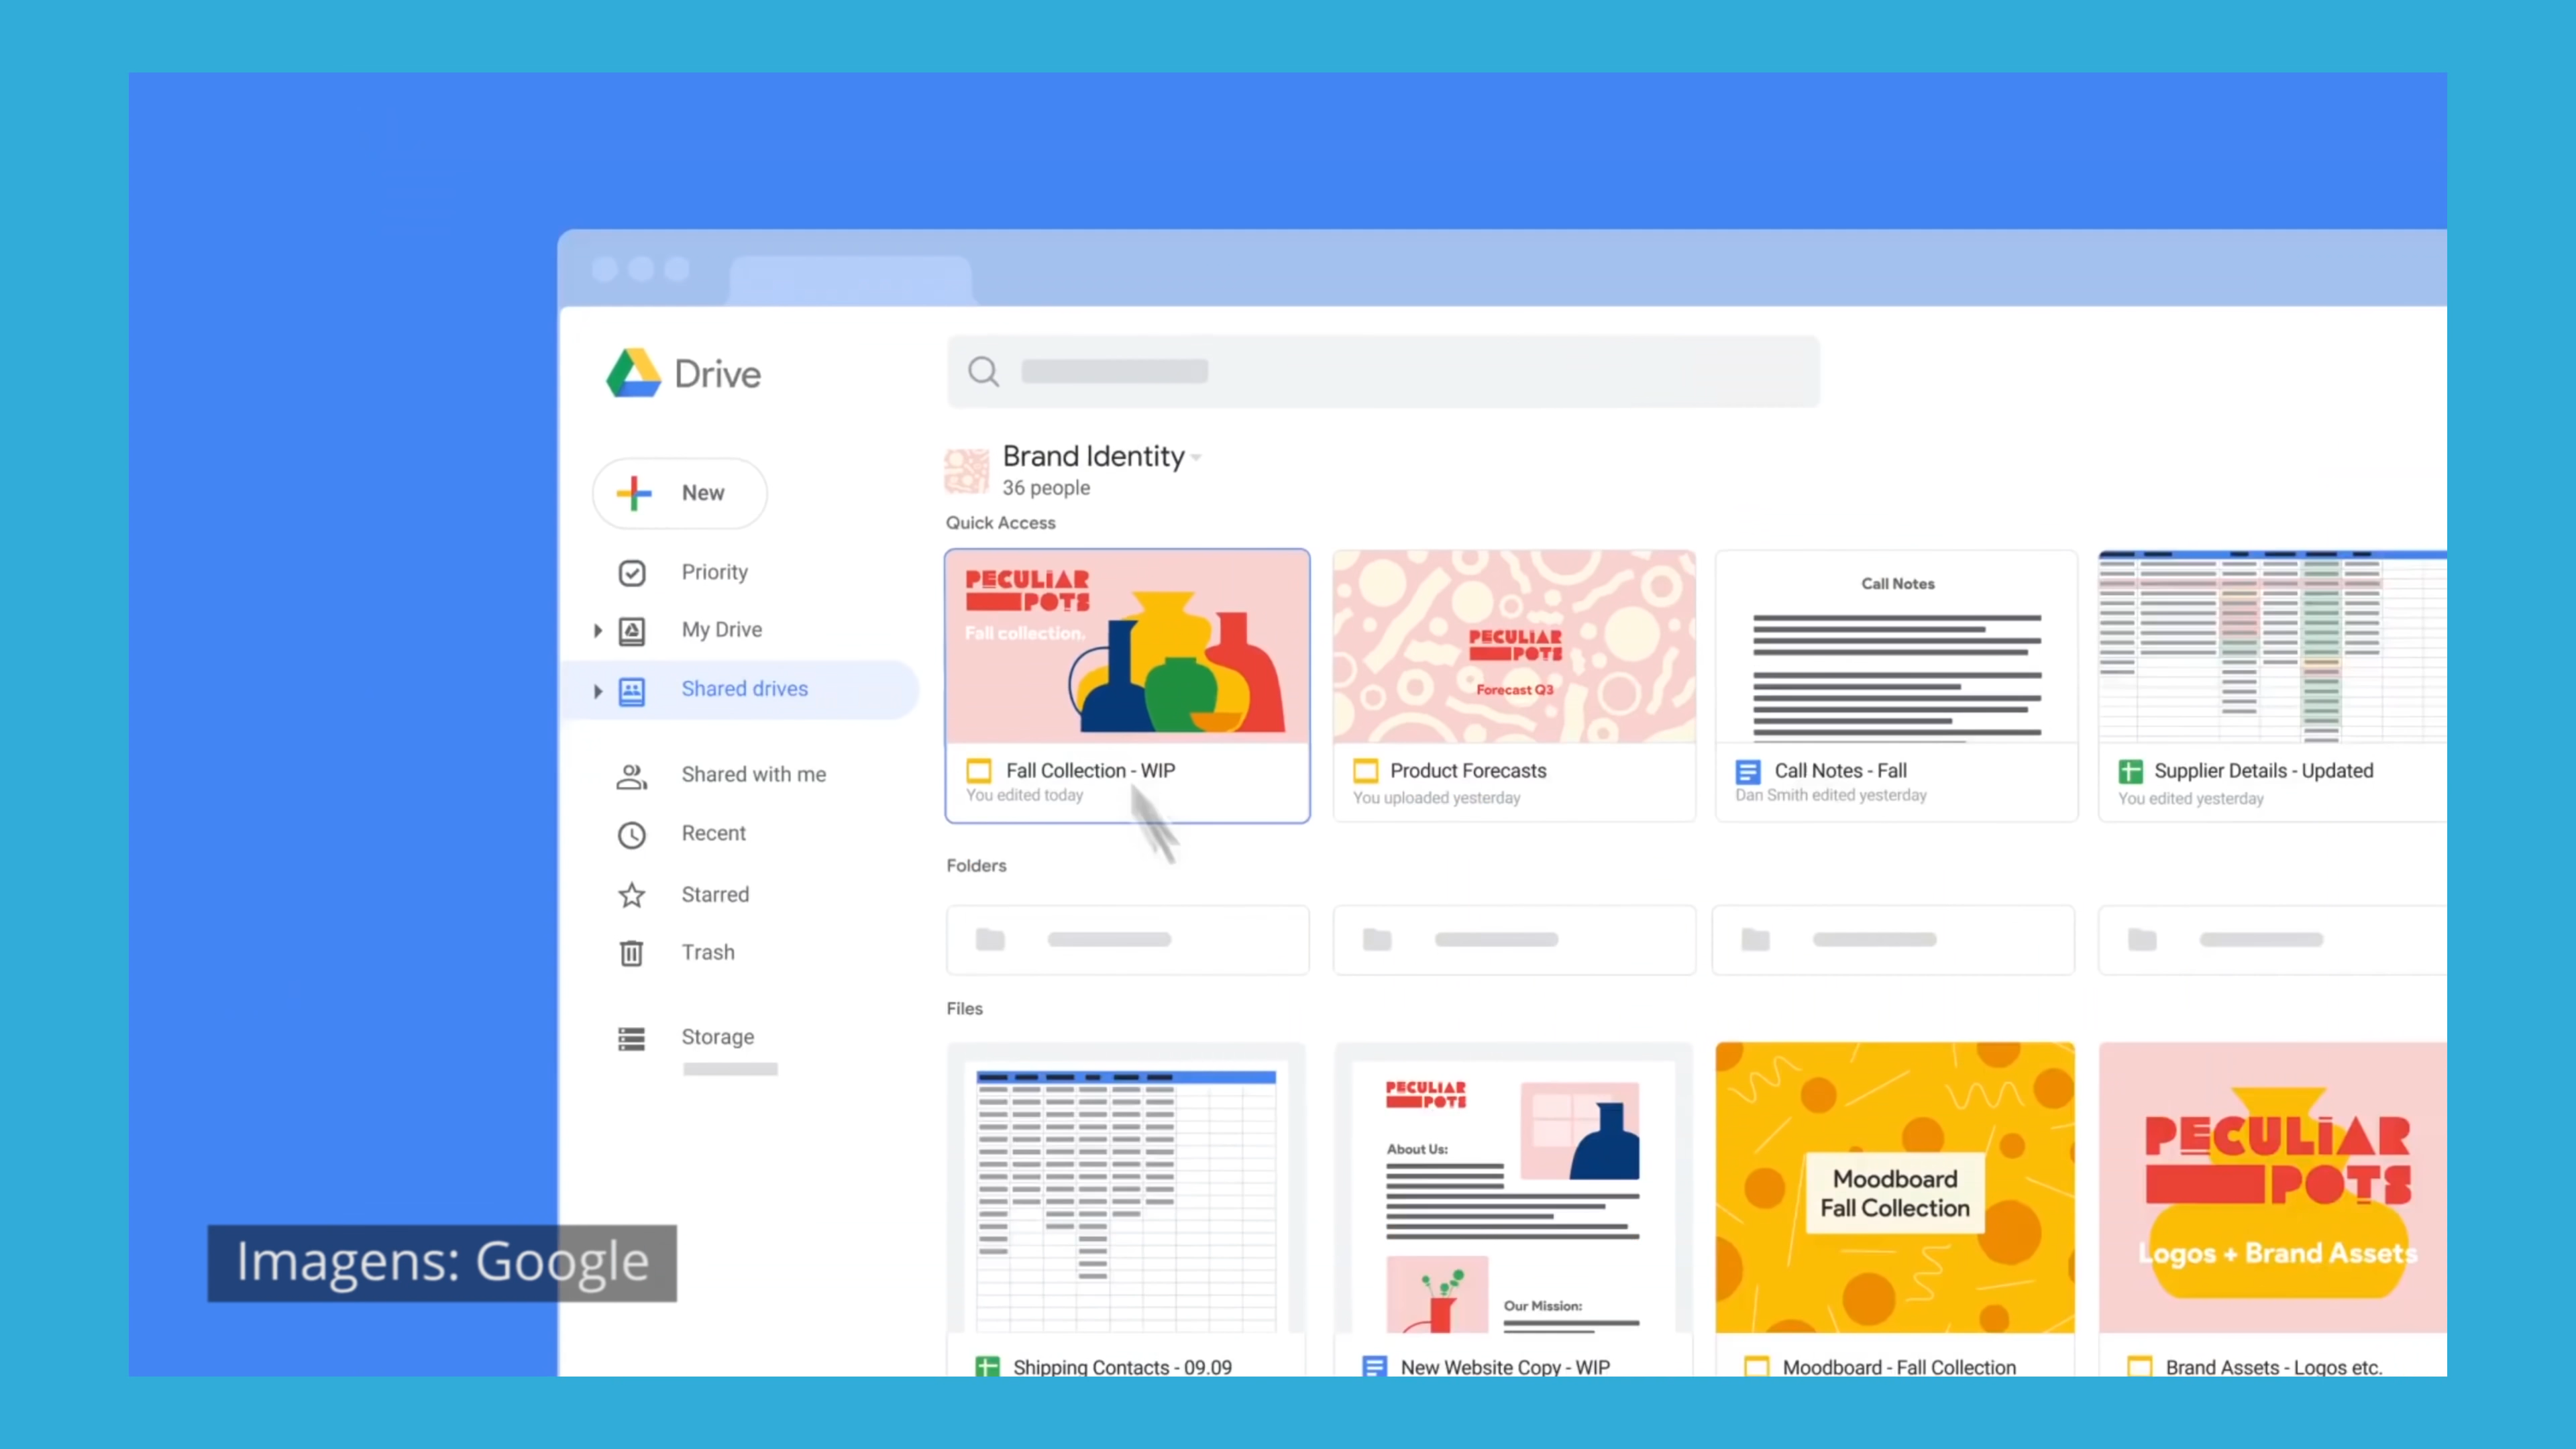 Drive
New
Priority
My Drive
Shared drives
Shared with me
Recent
Starred
Trash
Storage
Brand Identity
36 people
Quick Access
PECULIAR
POTS
Fall collection.
Fall Collection - WIP
You edited today
PECULIAR
POTS
Forecast Q3
Product Forecasts
You uploaded yesterday
Call Notes
Call Notes - Fall
Dan Smith edited yesterday
Supplier Details - Updated
You edited yesterday
Folders
Files
Shipping Contacts - 09.09
PECULIAR
POTS
About Us:
Our Mission:
New Website Copy - WIP
Moodboard
Fall Collection
Moodboard - Fall Collection
PECULIAR
POTS
Logos + Brand Assets
Brand Assets - Logos etc.
Imagens: Google